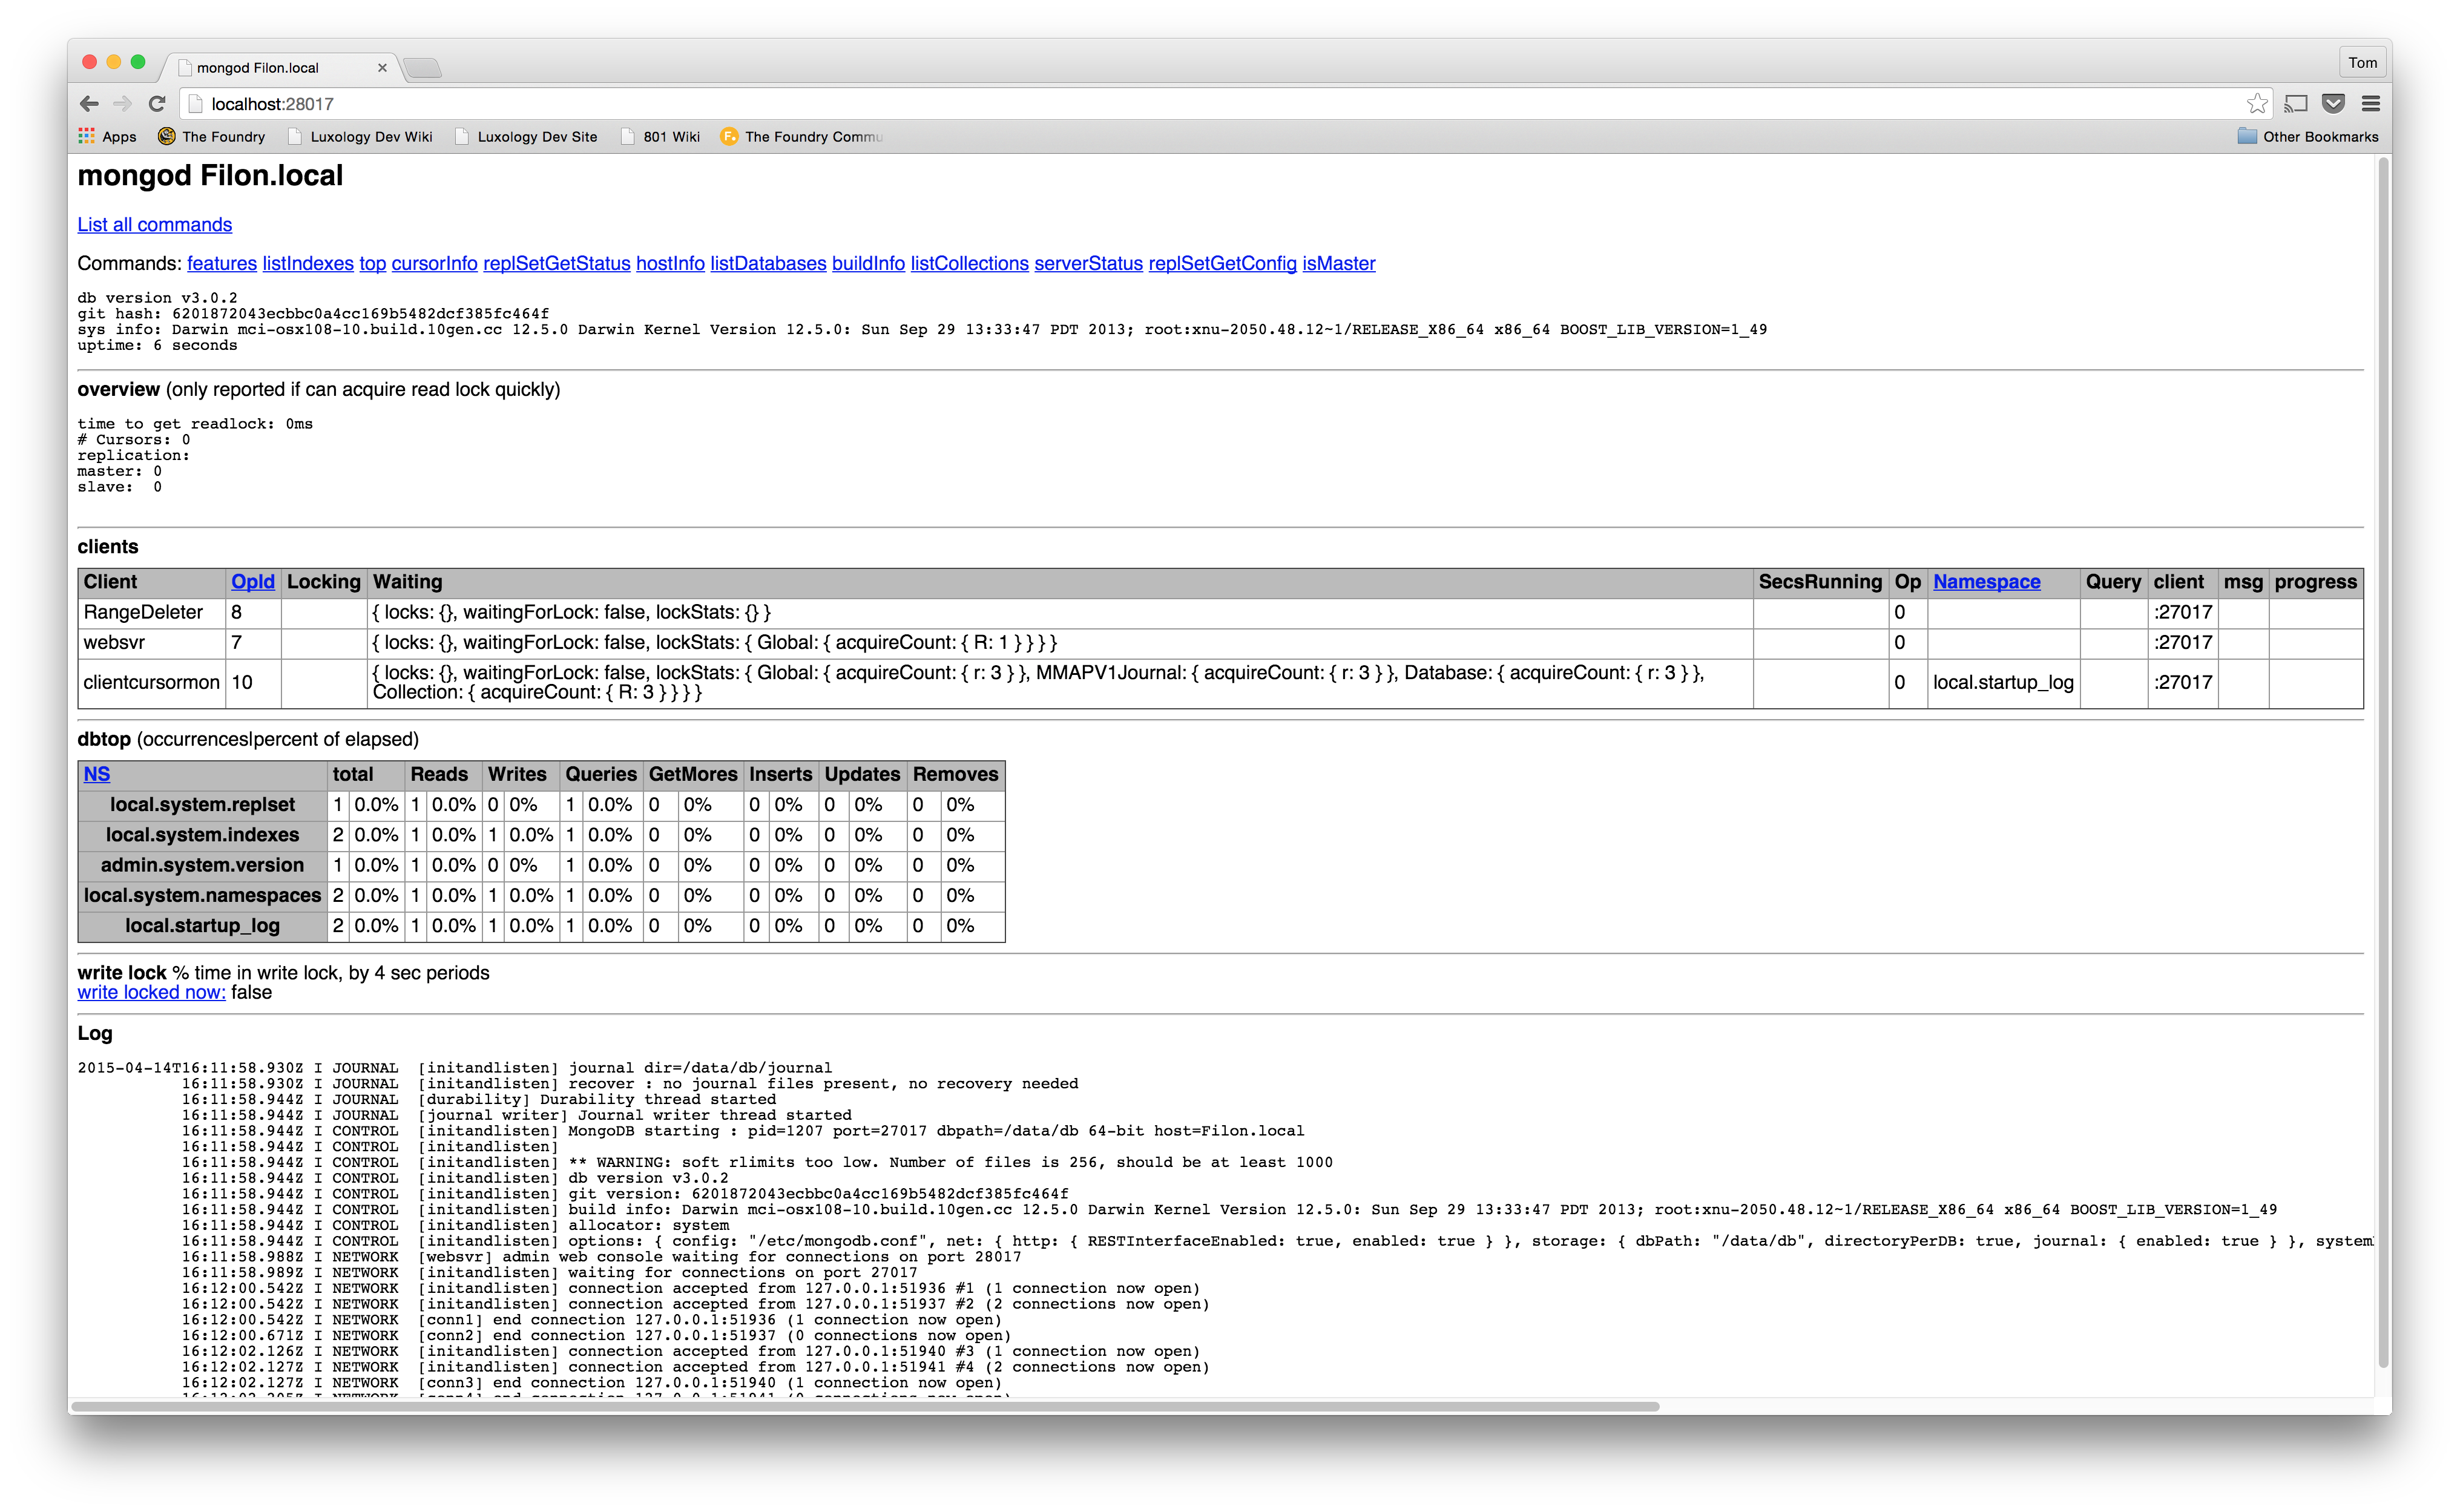 mongod Filon.local
Tom
localhost:28017
Apps The Foundry Luxology Dev Wiki Luxology Dev Site 801 Wiki The Foundry Commu Other Bookmarks
mongod Filon.local
List all commands
Commands: features listIndexes top cursorInfo replSetGetStatus hostInfo listDatabases buildInfo listCollections serverStatus replSetGetConfig isMaster
db version v3.0.2
git hash: 6201872043ecbbc0a4cc169b5482dcf385fc464f
sys info: Darwin mci-osx108-10.build.10gen.cc 12.5.0 Darwin Kernel Version 12.5.0: Sun Sep 29 13:33:47 PDT 2013; root:xnu-2050.48.12~1/RELEASE_X86_64 x86_64 BOOST_LIB_VERSION=1_49
uptime: 6 seconds
overview (only reported if can acquire read lock quickly)
time to get readlock: 0ms
# Cursors: 0
replication:
master: 0
slave: 0
clients
Client OpId Locking Waiting SecsRunning Op Namespace Query client msg progress
RangeDeleter 8 { locks: {}, waitingForLock: false, lockStats: {} } 0 :27017
websvr 7 { locks: {}, waitingForLock: false, lockStats: { Global: { acquireCount: { R: 1 } } } } 0 :27017
clientcursormon 10 { locks: {}, waitingForLock: false, lockStats: { Global: { acquireCount: { r: 3 } }, MMAPV1Journal: { acquireCount: { r: 3 } }, Database: { acquireCount: { r: 3 } },
Collection: { acquireCount: { R: 3 } } } } 0 local.startup_log :27017
dbtop (occurrences|percent of elapsed)
NS total Reads Writes Queries GetMores Inserts Updates Removes
local.system.replset 1 0.0% 1 0.0% 0 0% 1 0.0% 0 0% 0 0% 0 0% 0 0%
local.system.indexes 2 0.0% 1 0.0% 1 0.0% 1 0.0% 0 0% 0 0% 0 0% 0 0%
admin.system.version 1 0.0% 1 0.0% 0 0% 1 0.0% 0 0% 0 0% 0 0% 0 0%
local.system.namespaces 2 0.0% 1 0.0% 1 0.0% 1 0.0% 0 0% 0 0% 0 0% 0 0%
local.startup_log 2 0.0% 1 0.0% 1 0.0% 1 0.0% 0 0% 0 0% 0 0% 0 0%
write lock % time in write lock, by 4 sec periods
write locked now: false
Log
2015-04-14T16:11:58.930Z I JOURNAL [initandlisten] journal dir=/data/db/journal
16:11:58.930Z I JOURNAL [initandlisten] recover : no journal files present, no recovery needed
16:11:58.944Z I JOURNAL [durability] Durability thread started
16:11:58.944Z I JOURNAL [journal writer] Journal writer thread started
16:11:58.944Z I CONTROL [initandlisten] MongoDB starting : pid=1207 port=27017 dbpath=/data/db 64-bit host=Filon.local
16:11:58.944Z I CONTROL [initandlisten]
16:11:58.944Z I CONTROL [initandlisten] ** WARNING: soft rlimits too low. Number of files is 256, should be at least 1000
16:11:58.944Z I CONTROL [initandlisten] db version v3.0.2
16:11:58.944Z I CONTROL [initandlisten] git version: 6201872043ecbbc0a4cc169b5482dcf385fc464f
16:11:58.944Z I CONTROL [initandlisten] build info: Darwin mci-osx108-10.build.10gen.cc 12.5.0 Darwin Kernel Version 12.5.0: Sun Sep 29 13:33:47 PDT 2013; root:xnu-2050.48.12~1/RELEASE_X86_64 x86_64 BOOST_LIB_VERSION=1_49
16:11:58.944Z I CONTROL [initandlisten] allocator: system
16:11:58.944Z I CONTROL [initandlisten] options: { config: "/etc/mongodb.conf", net: { http: { RESTInterfaceEnabled: true, enabled: true } }, storage: { dbPath: "/data/db", directoryPerDB: true, journal: { enabled: true } }, system
16:11:58.988Z I NETWORK [websvr] admin web console waiting for connections on port 28017
16:11:58.989Z I NETWORK [initandlisten] waiting for connections on port 27017
16:12:00.542Z I NETWORK [initandlisten] connection accepted from 127.0.0.1:51936 #1 (1 connection now open)
16:12:00.542Z I NETWORK [initandlisten] connection accepted from 127.0.0.1:51937 #2 (2 connections now open)
16:12:00.542Z I NETWORK [conn1] end connection 127.0.0.1:51936 (1 connection now open)
16:12:00.671Z I NETWORK [conn2] end connection 127.0.0.1:51937 (0 connections now open)
16:12:02.126Z I NETWORK [initandlisten] connection accepted from 127.0.0.1:51940 #3 (1 connection now open)
16:12:02.127Z I NETWORK [initandlisten] connection accepted from 127.0.0.1:51941 #4 (2 connections now open)
16:12:02.127Z I NETWORK [conn3] end connection 127.0.0.1:51940 (1 connection now open)